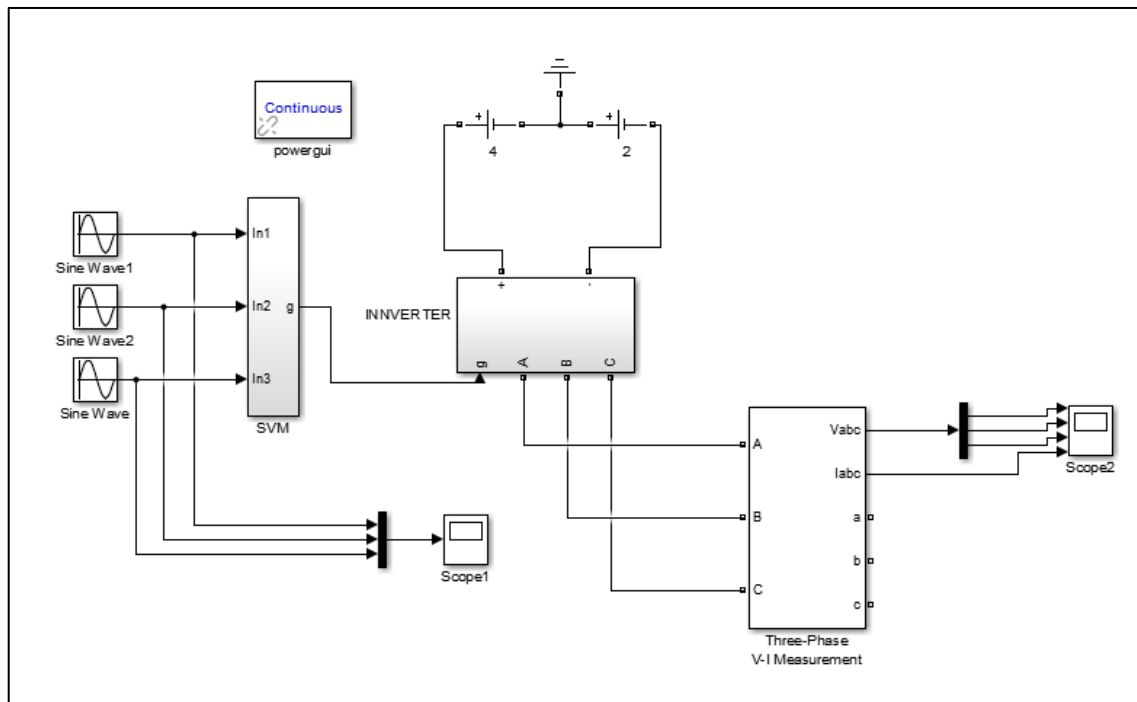 Continuous
powergui
+
4
+
2
Sine Wave1
Sine Wave2
Sine Wave
In1
In2
In3
g
SVM
INNVERTER
+
-
g
A
B
C
Scope1
A
B
C
Vabc
Iabc
a
b
c
Three-Phase
V-I Measurement
Scope2